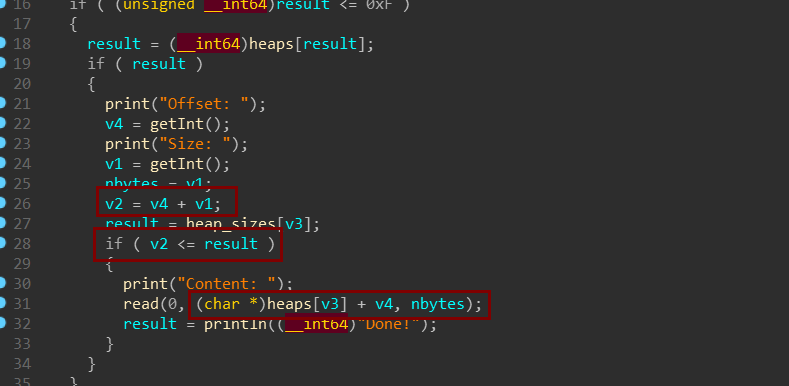 16 if ( (unsigned __int64)result <= 0xF )
17 {
18 result = (__int64)heaps[result];
19 if ( result )
20 {
21 print("Offset: ");
22 v4 = getInt();
23 print("Size: ");
24 v1 = getInt();
25 nbytes = v1;
26 v2 = v4 + v1;
27 result = heap_sizes[v3];
28 if ( v2 <= result )
29 {
30 print("Content: ");
31 read(0, (char *)heaps[v3] + v4, nbytes);
32 result = println((__int64)"Done!");
33 }
34 }
35 }